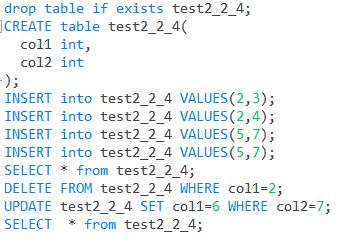 drop table if exists test2_2_4;
CREATE table test2_2_4(
  col1 int,
  col2 int
);
INSERT into test2_2_4 VALUES(2,3);
INSERT into test2_2_4 VALUES(2,4);
INSERT into test2_2_4 VALUES(5,7);
INSERT into test2_2_4 VALUES(5,7);
SELECT * from test2_2_4;
DELETE FROM test2_2_4 WHERE col1=2;
UPDATE test2_2_4 SET col1=6 WHERE col2=7;
SELECT  * from test2_2_4;